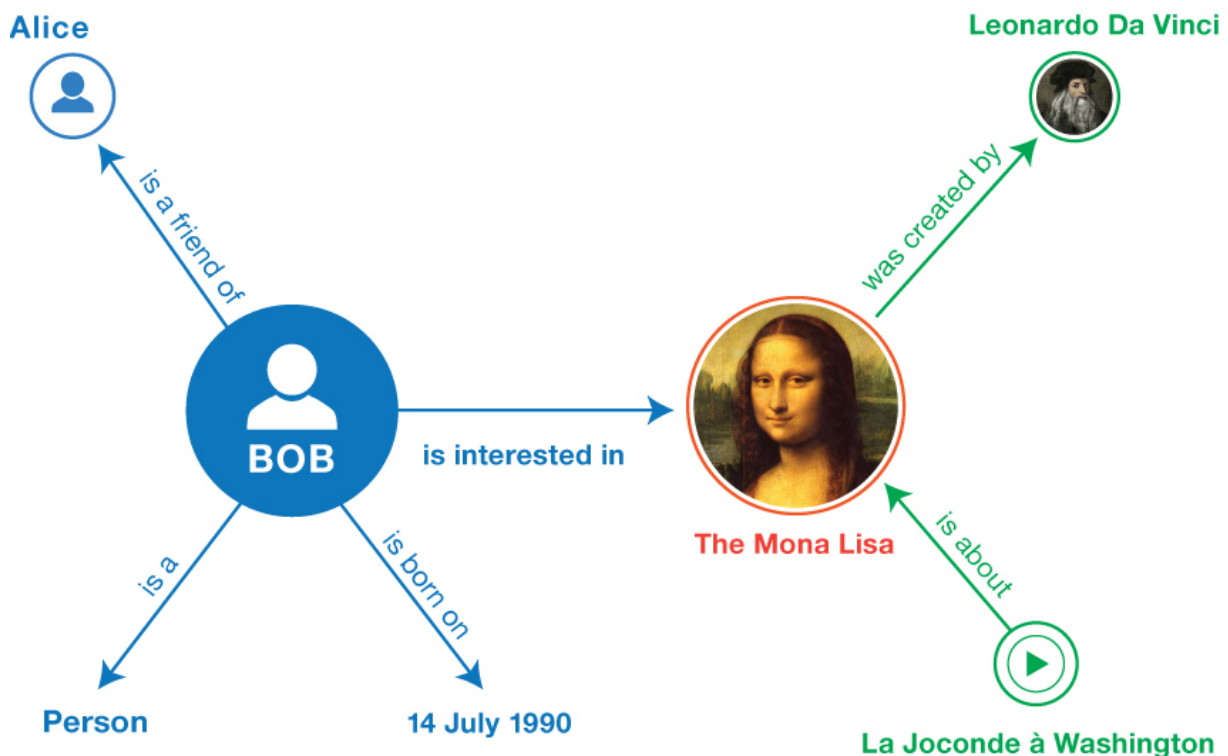 Alice
Leonardo Da Vinci
is a friend of
was created by
BOB
is interested in
The Mona Lisa
is a
is born on
is about
Person
14 July 1990
La Joconde à Washington